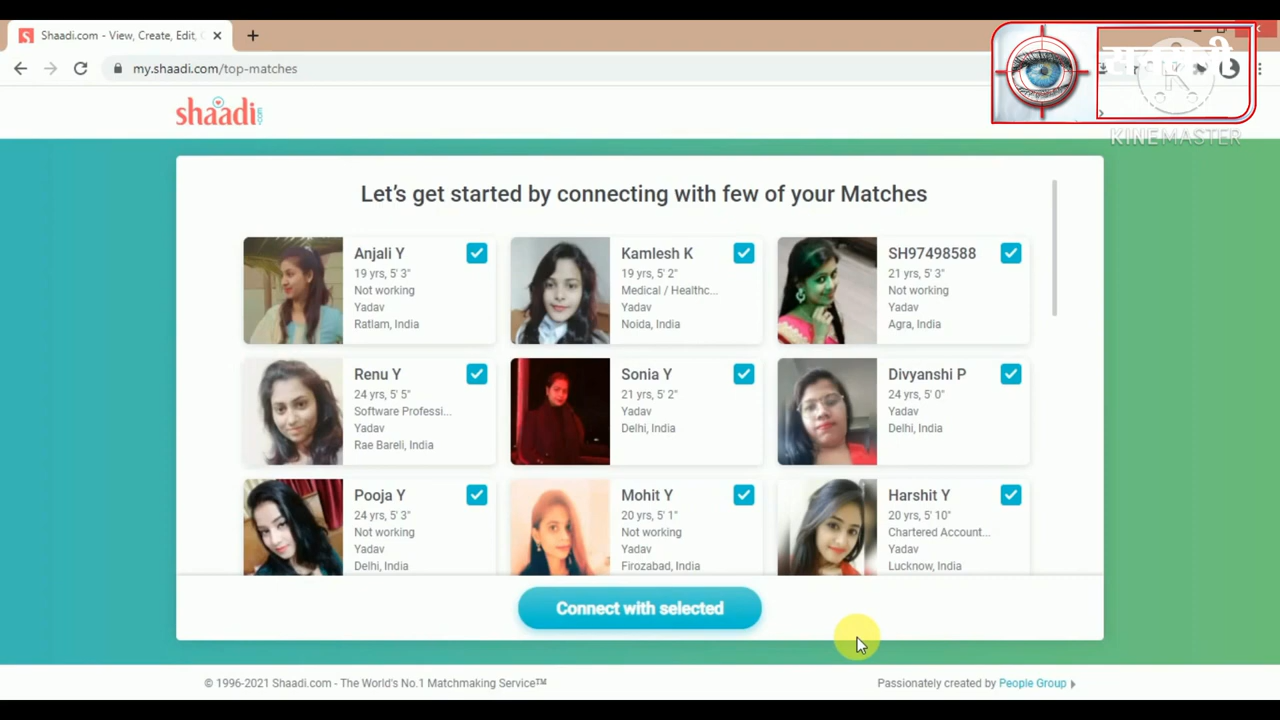 Shaadi.com - View, Create, Edit,
my.shaadi.com/top-matches
shaadi.com
KINEMASTER
Let's get started by connecting with few of your Matches
Anjali Y
19 yrs, 5' 3"
Not working
Yadav
Ratlam, India
Kamlesh K
19 yrs, 5' 2"
Medical / Healthc...
Yadav
Noida, India
SH97498588
21 yrs, 5' 3"
Not working
Yadav
Agra, India
Renu Y
24 yrs, 5' 5"
Software Professi...
Yadav
Rae Bareli, India
Sonia Y
21 yrs, 5' 2"
Yadav
Delhi, India
Divyanshi P
24 yrs, 5' 0"
Yadav
Delhi, India
Pooja Y
24 yrs, 5' 3"
Not working
Yadav
Delhi, India
Mohit Y
20 yrs, 5' 1"
Not working
Yadav
Firozabad, India
Harshit Y
20 yrs, 5' 10"
Chartered Account...
Yadav
Lucknow, India
Connect with selected
© 1996-2021 Shaadi.com - The World's No.1 Matchmaking Service™
Passionately created by People Group